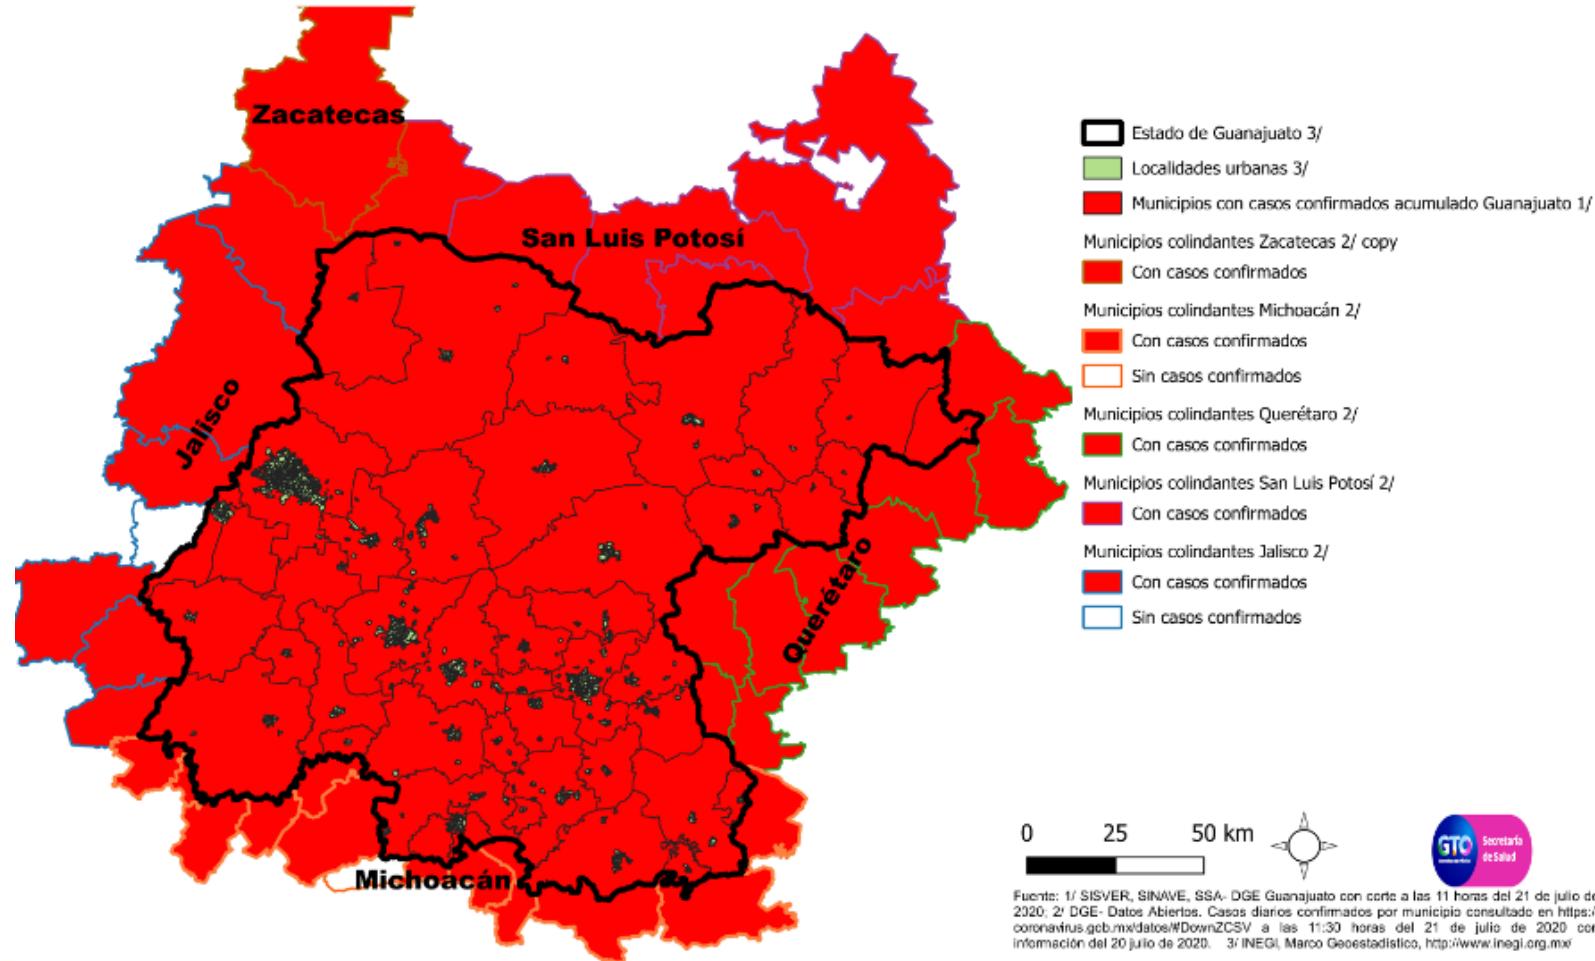 Zacatecas
San Luis Potosí
Jalisco
Querétaro
Michoacán
Estado de Guanajuato 3/
Localidades urbanas 3/
Municipios con casos confirmados acumulado Guanajuato 1/
Municipios colindantes Zacatecas 2/ copy
Con casos confirmados
Municipios colindantes Michoacán 2/
Con casos confirmados
Sin casos confirmados
Municipios colindantes Querétaro 2/
Con casos confirmados
Municipios colindantes San Luis Potosí 2/
Con casos confirmados
Municipios colindantes Jalisco 2/
Con casos confirmados
Sin casos confirmados
0 25 50 km
GTO
Secretaría
de Salud
Fuente: 1/ SISVER, SINAVE, SSA- DGE Guanajuato con corte a las 11 horas del 21 de julio de
2020; 2/ DGE- Datos Abiertos. Casos diarios confirmados por municipio consultado en https:/
coronavirus.gob.mx/datos/#DownZCSV a las 11:30 horas del 21 de julio de 2020 con
información del 20 julio de 2020. 3/ INEGI, Marco Geoestadístico, http://www.inegi.org.mx/